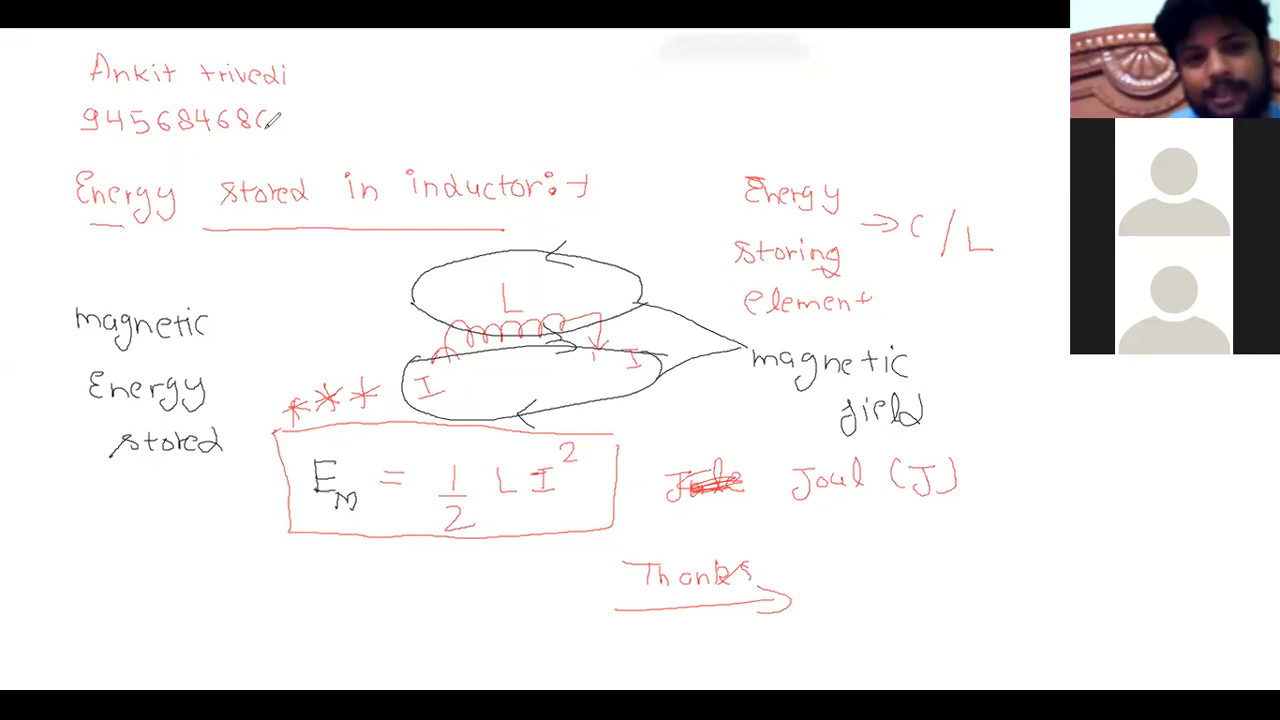 Ankit trivedi
Energy stored in inductor:-
Energy
storing
element
→ C / L
L
I
I
magnetic
Energy
stored
magnetic
field
***
Em = 1/2 L I²
Joul (J)
Thanks